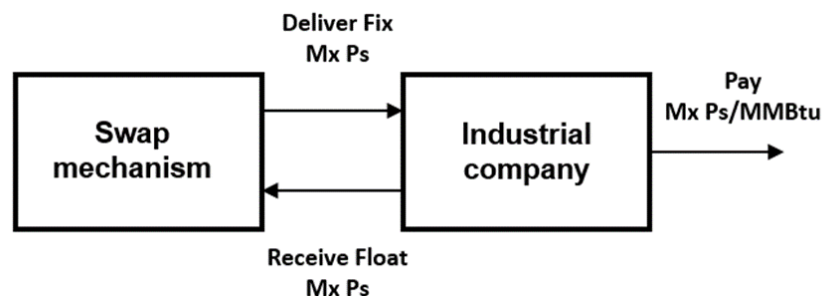 Deliver Fix
Mx Ps
Swap
mechanism
Industrial
company
Pay
Mx Ps/MMBtu
Receive Float
Mx Ps